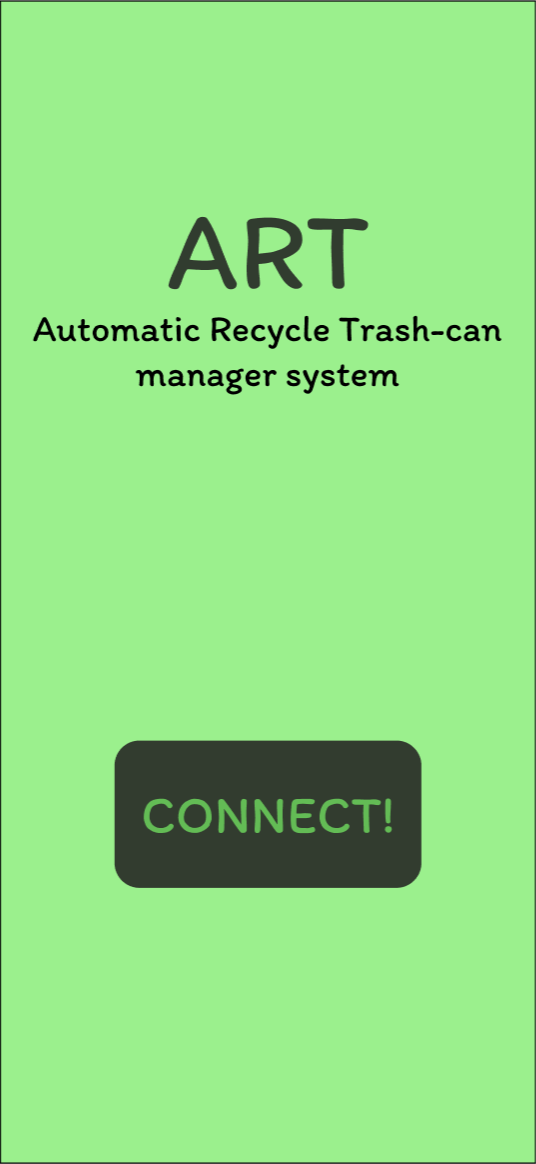 ART
Automatic Recycle Trash-can
manager system
CONNECT!